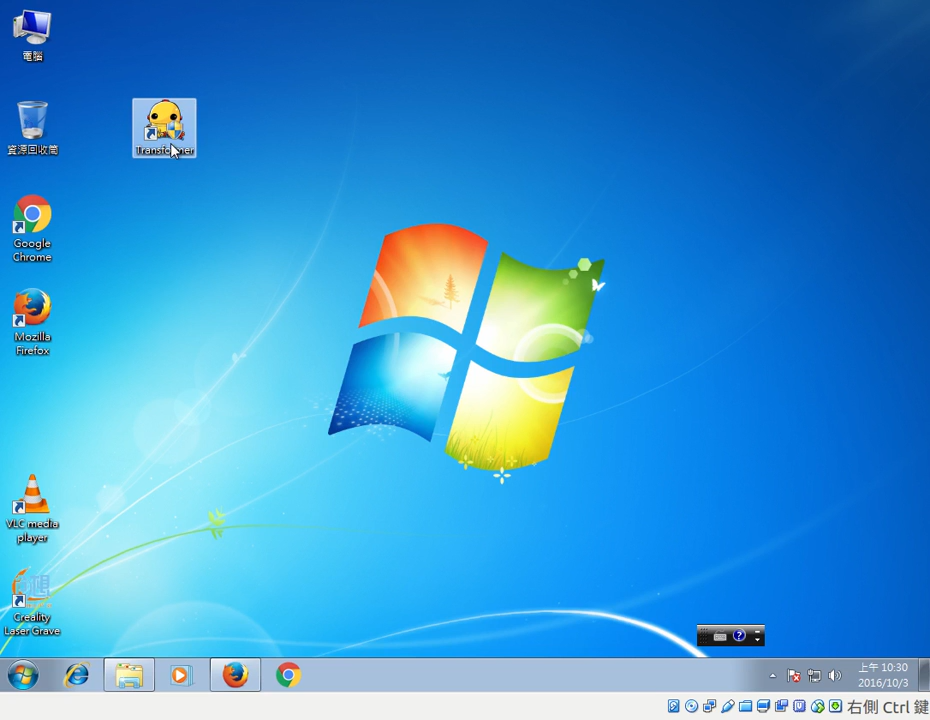 電腦
資源回收筒
Transformer
Google
Chrome
Mozilla
Firefox
VLC media
player
Creality
Laser Grave
上午 10:30
2016/10/3
右側 Ctrl 鍵